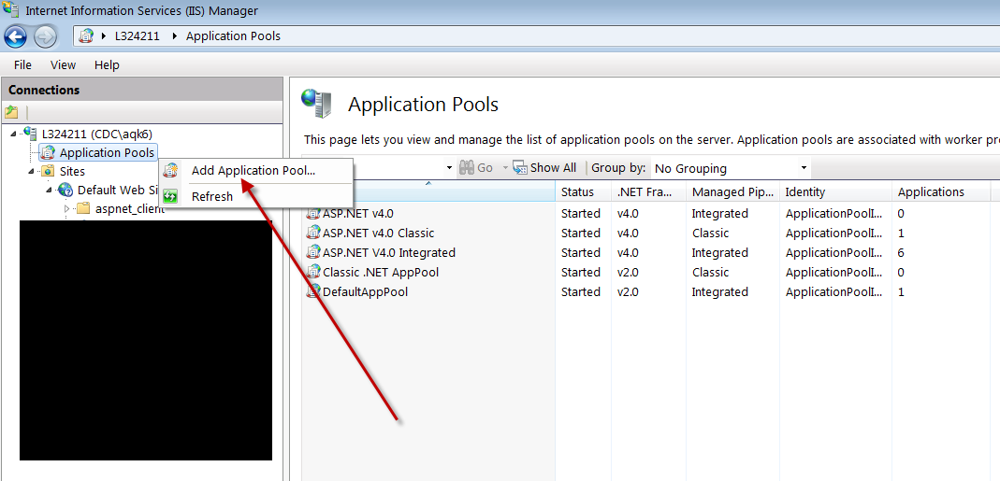 Internet Information Services (IIS) Manager
L324211 Application Pools
File View Help
Connections
L324211 (CDC\aqk6)
Application Pools
Sites
Default Web Si
aspnet_client
Add Application Pool...
Refresh
Application Pools
This page lets you view and manage the list of application pools on the server. Application pools are associated with worker pr
Go Show All Group by: No Grouping
Status .NET Fra... Managed Pip... Identity Applications
ASP.NET v4.0 Started v4.0 Integrated ApplicationPoolI... 0
ASP.NET v4.0 Classic Started v4.0 Classic ApplicationPoolI... 1
ASP.NET V4.0 Integrated Started v4.0 Integrated ApplicationPoolI... 6
Classic .NET AppPool Started v2.0 Classic ApplicationPoolI... 0
DefaultAppPool Started v2.0 Integrated ApplicationPoolI... 1